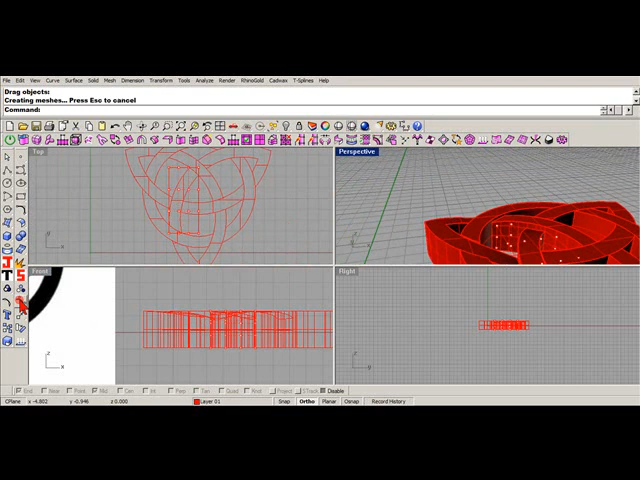 File Edit View Curve Surface Solid Mesh Dimension Transform Tools Analyze Render RhinoGold Cadwax T-Splines Help
Drag objects:
Creating meshes... Press Esc to cancel
Command:
Top
Perspective
y
x
J
T S
Front
Right
z
x
z
y
End Near Point Mid Cen Int Perp Tan Quad Knot Project STrack Disable
CPlane x -4.802 y -0.946 z 0.000 Layer 01 Snap Ortho Planar Osnap Record History